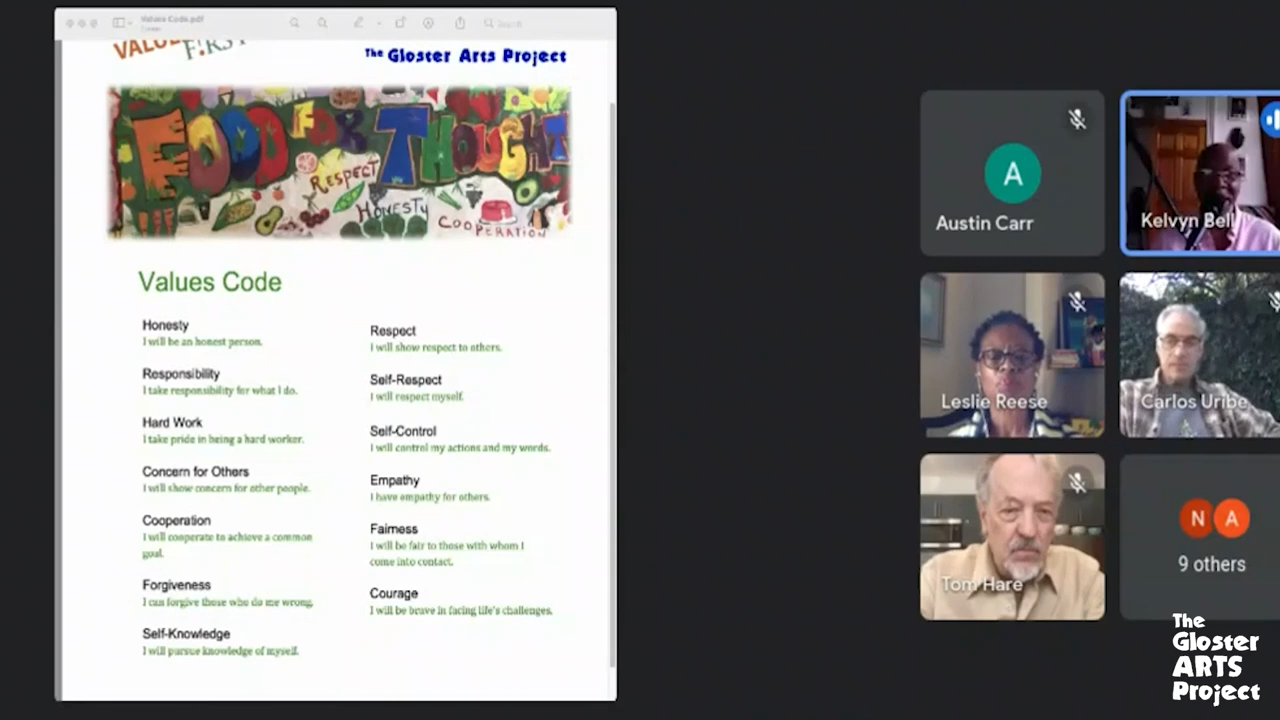 Values Code.pdf
VALUES
F!RST
The Gloster Arts Project
FOOD FOR THOUGHT
RESPECT
HONESTY
COOPERATION
Values Code
Honesty
I will be an honest person.
Responsibility
I take responsibility for what I do.
Hard Work
I take pride in being a hard worker.
Concern for Others
I will show concern for other people.
Cooperation
I will cooperate to achieve a common
goal.
Forgiveness
I can forgive those who do me wrong.
Self-Knowledge
I will pursue knowledge of myself.
Respect
I will show respect to others.
Self-Respect
I will respect myself.
Self-Control
I will control my actions and my words.
Empathy
I have empathy for others.
Fairness
I will be fair to those with whom I
come into contact.
Courage
I will be brave in facing life's challenges.
A
Austin Carr
Kelvyn Bell
Leslie Reese
Carlos Uribe
Tom Hare
N A
9 others
The
Gloster
ARTS
Project